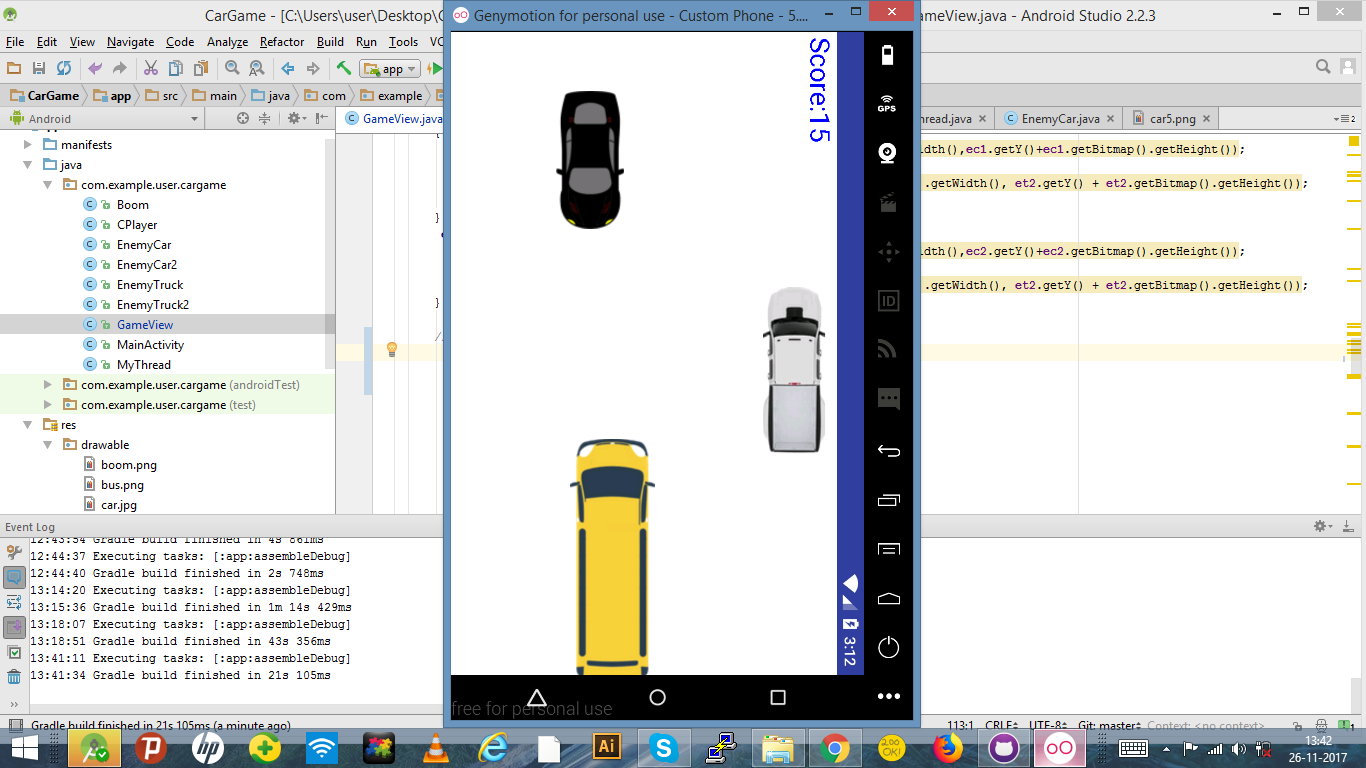 CarGame - [C:\Users\user\Desktop\C
Genymotion for personal use - Custom Phone - 5....
ameView.java - Android Studio 2.2.3
File Edit View Navigate Code Analyze Refactor Build Run Tools VC
app
CarGame app src main java com example
Android
GameView.java
hread.java EnemyCar.java car5.png
2
manifests
java
com.example.user.cargame
Boom
CPlayer
EnemyCar
EnemyCar2
EnemyTruck
EnemyTruck2
GameView
MainActivity
MyThread
com.example.user.cargame (androidTest)
com.example.user.cargame (test)
res
drawable
boom.png
bus.png
car.jpg
}
}
idth(),ec1.getY()+ec1.getBitmap().getHeight());
.getWidth(), et2.getY() + et2.getBitmap().getHeight());
idth(),ec2.getY()+ec2.getBitmap().getHeight());
.getWidth(), et2.getY() + et2.getBitmap().getHeight());
Score:15
3:12
GPS
ID
free for personal use
Event Log
12:43:54 Gradle build finished in 4s 861ms
12:44:37 Executing tasks: [:app:assembleDebug]
12:44:40 Gradle build finished in 2s 748ms
13:14:20 Executing tasks: [:app:assembleDebug]
13:15:36 Gradle build finished in 1m 14s 429ms
13:18:07 Executing tasks: [:app:assembleDebug]
13:18:51 Gradle build finished in 43s 356ms
13:41:11 Executing tasks: [:app:assembleDebug]
13:41:34 Gradle build finished in 21s 105ms
Gradle build finished in 21s 105ms (a minute ago)
113:1 CRLF UTF-8 Git: master Context: <no context>
1
hp
Ai
200 OK!
13:42
26-11-2017